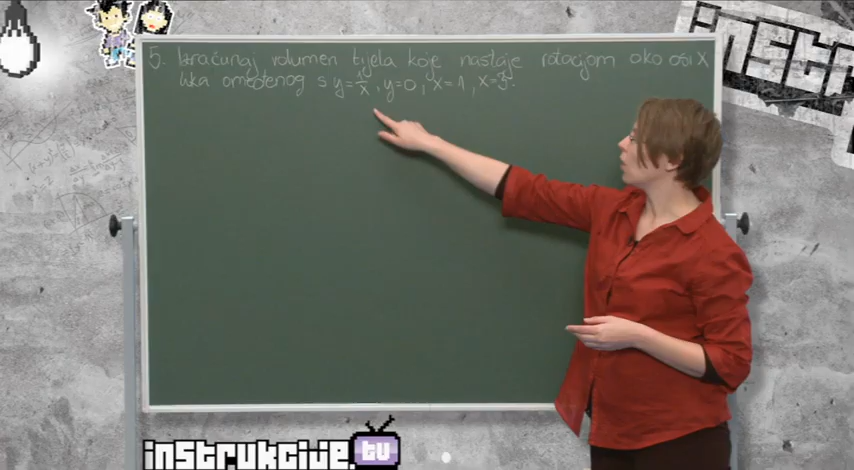 5. Izračunaj volumen tijela koje nastaje rotacijom oko osi X
lika omeđenog s y=1/x, y=0, x=1, x=3.
instrukcije.tv